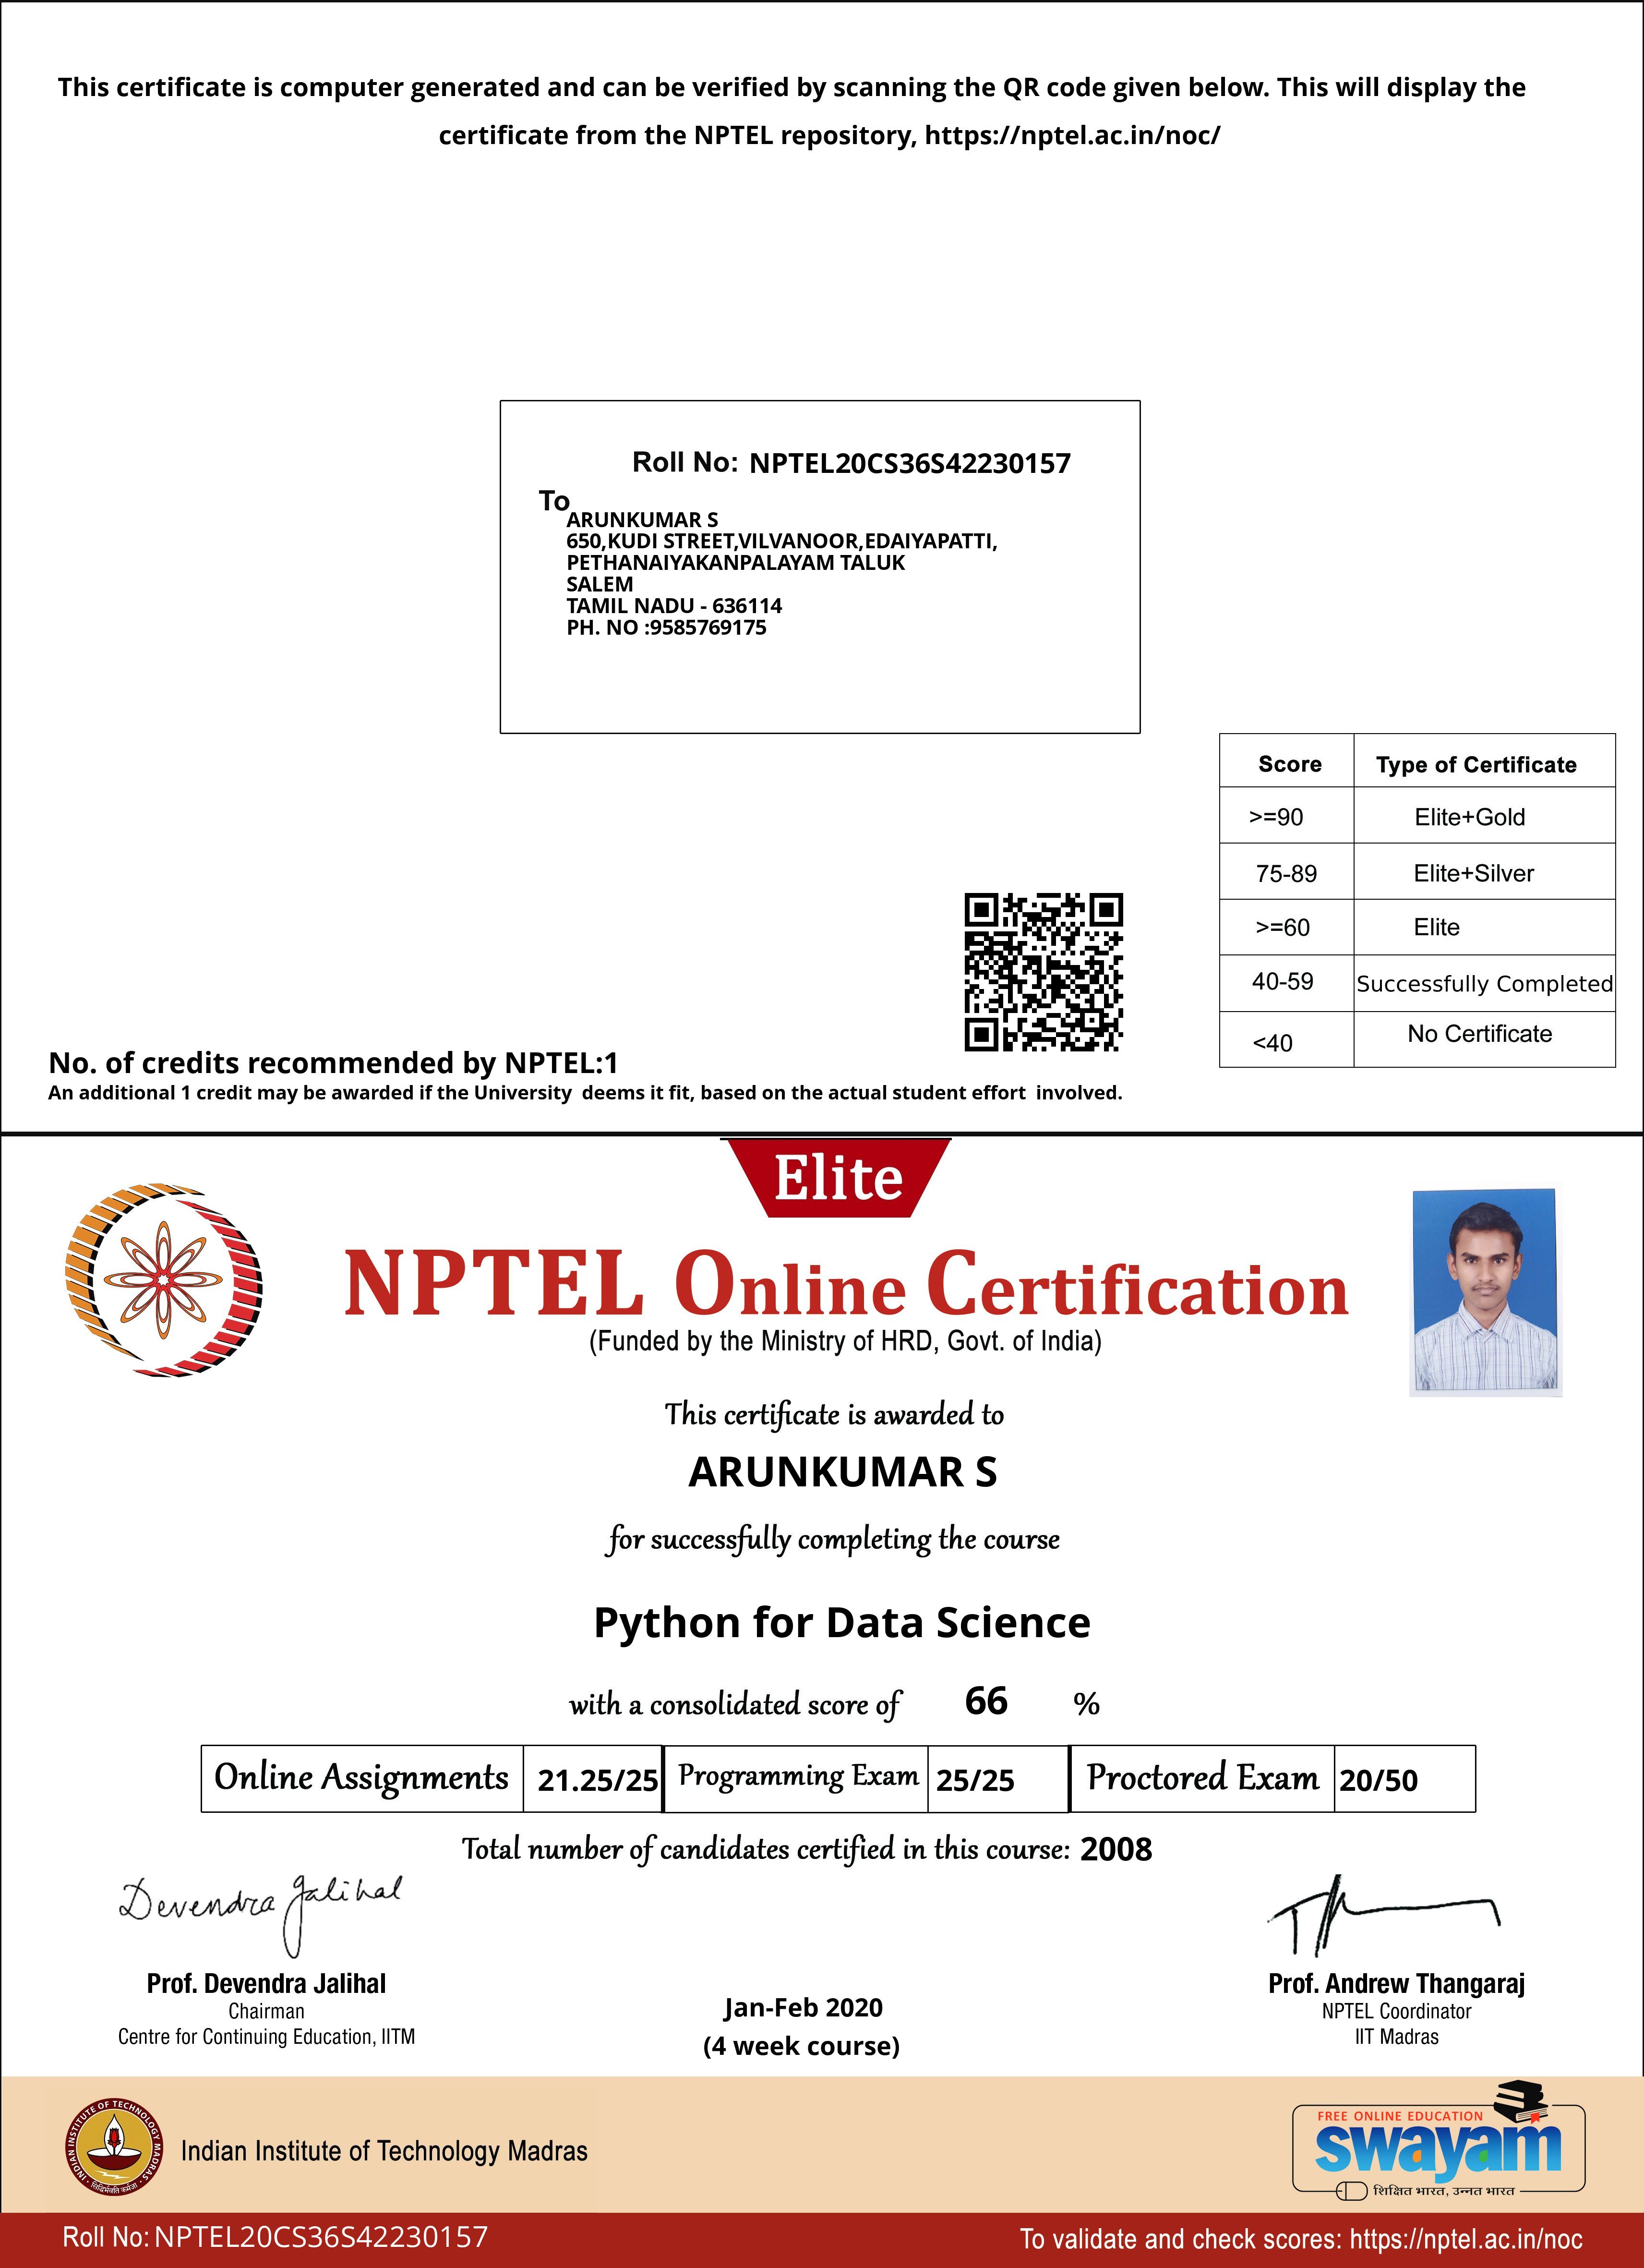 This certificate is computer generated and can be verified by scanning the QR code given below. This will display the
certificate from the NPTEL repository, https://nptel.ac.in/noc/
Roll No: NPTEL20CS36S42230157
To
ARUNKUMAR S
650,KUDI STREET,VILVANOOR,EDAIYAPATTI,
PETHANAIYAKANPALAYAM TALUK
SALEM
TAMIL NADU - 636114
PH. NO :9585769175
Score Type of Certificate
>=90 Elite+Gold
75-89 Elite+Silver
>=60 Elite
40-59 Successfully Completed
<40 No Certificate
No. of credits recommended by NPTEL:1
An additional 1 credit may be awarded if the University deems it fit, based on the actual student effort involved.
Elite
NPTEL Online Certification
(Funded by the Ministry of HRD, Govt. of India)
This certificate is awarded to
ARUNKUMAR S
for successfully completing the course
Python for Data Science
with a consolidated score of 66 %
Online Assignments 21.25/25 Programming Exam 25/25 Proctored Exam 20/50
Total number of candidates certified in this course: 2008
Devendra Jalihal
Prof. Devendra Jalihal
Chairman
Centre for Continuing Education, IITM
Jan-Feb 2020
(4 week course)
Prof. Andrew Thangaraj
NPTEL Coordinator
IIT Madras
INDIAN INSTITUTE OF TECHNOLOGY MADRAS
सिद्धिर्भवति कर्मजा
Indian Institute of Technology Madras
FREE ONLINE EDUCATION
swayam
शिक्षित भारत, उन्नत भारत
Roll No: NPTEL20CS36S42230157
To validate and check scores: https://nptel.ac.in/noc